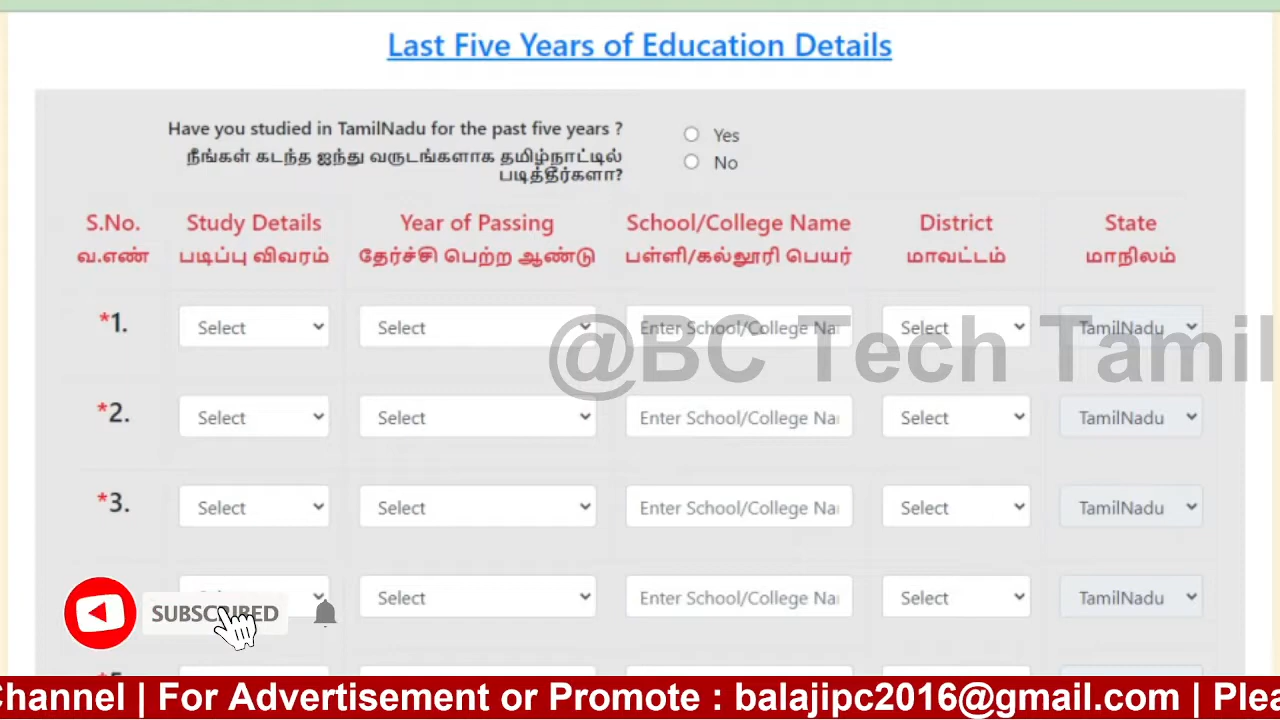 Last Five Years of Education Details
Have you studied in TamilNadu for the past five years ?
Yes
நீங்கள் கடந்த ஐந்து வருடங்களாக தமிழ்நாட்டில்
படித்தீர்களா?
No
S.No. Study Details Year of Passing School/College Name District State
வ.எண் படிப்பு விவரம் தேர்ச்சி பெற்ற ஆண்டு பள்ளி/கல்லூரி பெயர் மாவட்டம் மாநிலம்
*1. Select Select Enter School/College Na Select TamilNadu
@BC Tech Tamil
*2. Select Select Enter School/College Na Select TamilNadu
*3. Select Select Enter School/College Na Select TamilNadu
Select Enter School/College Na Select TamilNadu
SUBSCRIBED
Channel | For Advertisement or Promote : balajipc2016@gmail.com | Plea